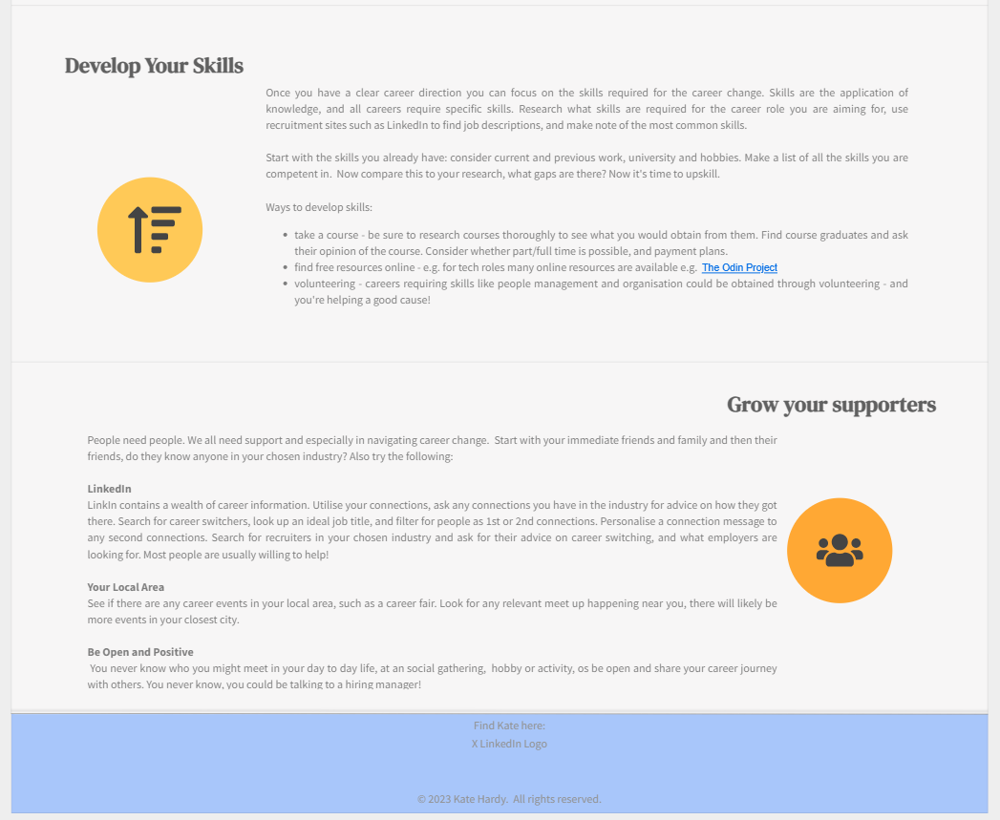 Develop Your Skills
Once you have a clear career direction you can focus on the skills required for the career change. Skills are the application of
knowledge, and all careers require specific skills. Research what skills are required for the career role you are aiming for, use
recruitment sites such as LinkedIn to find job descriptions, and make note of the most common skills.
Start with the skills you already have: consider current and previous work, university and hobbies. Make a list of all the skills you are
competent in.  Now compare this to your research, what gaps are there? Now it's time to upskill.
Ways to develop skills:
• take a course - be sure to research courses thoroughly to see what you would obtain from them. Find course graduates and ask
their opinion of the course. Consider whether part/full time is possible, and payment plans.
• find free resources online - e.g. for tech roles many online resources are available e.g.  The Odin Project
• volunteering - careers requiring skills like people management and organisation could be obtained through volunteering - and
you're helping a good cause!
Grow your supporters
People need people. We all need support and especially in navigating career change.  Start with your immediate friends and family and then their
friends, do they know anyone in your chosen industry? Also try the following:
LinkedIn
LinkIn contains a wealth of career information. Utilise your connections, ask any connections you have in the industry for advice on how they got
there. Search for career switchers, look up an ideal job title, and filter for people as 1st or 2nd connections. Personalise a connection message to
any second connections. Search for recruiters in your chosen industry and ask for their advice on career switching, and what employers are
looking for. Most people are usually willing to help!
Your Local Area
See if there are any career events in your local area, such as a career fair. Look for any relevant meet up happening near you, there will likely be
more events in your closest city.
Be Open and Positive
You never know who you might meet in your day to day life, at an social gathering,  hobby or activity, os be open and share your career journey
with others. You never know, you could be talking to a hiring manager!
Find Kate here:
X LinkedIn Logo
© 2023 Kate Hardy.  All rights reserved.